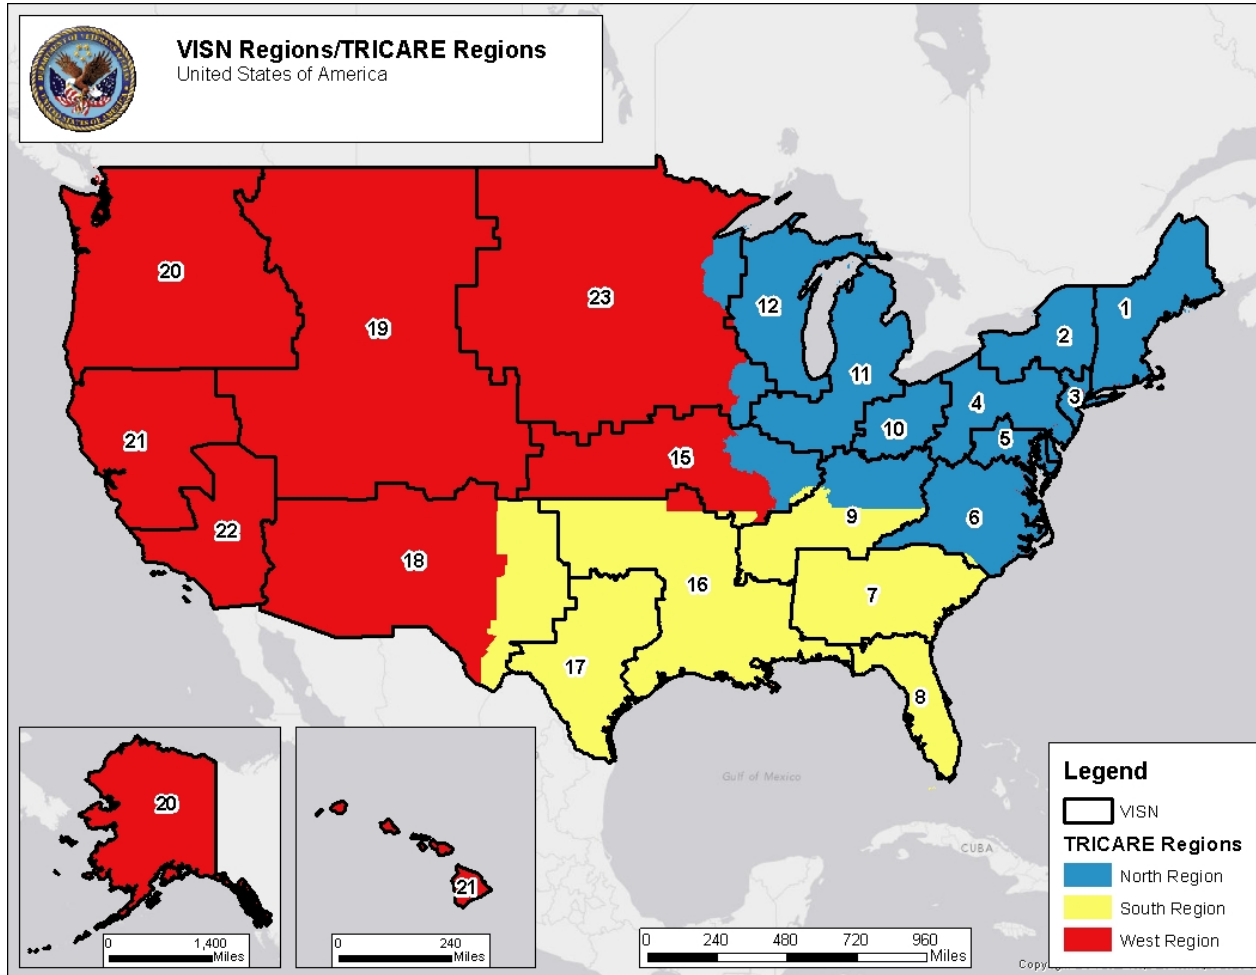 VISN Regions/TRICARE Regions
United States of America
20
19
23
12
1
2
11
3
4
10
5
21
15
9
6
22
18
16
7
17
8
Gulf of Mexico
CUBA
20
0 1,400
Miles
21
0 240
Miles
0 240 480 720 960
Miles
Legend
VISN
TRICARE Regions
North Region
South Region
West Region